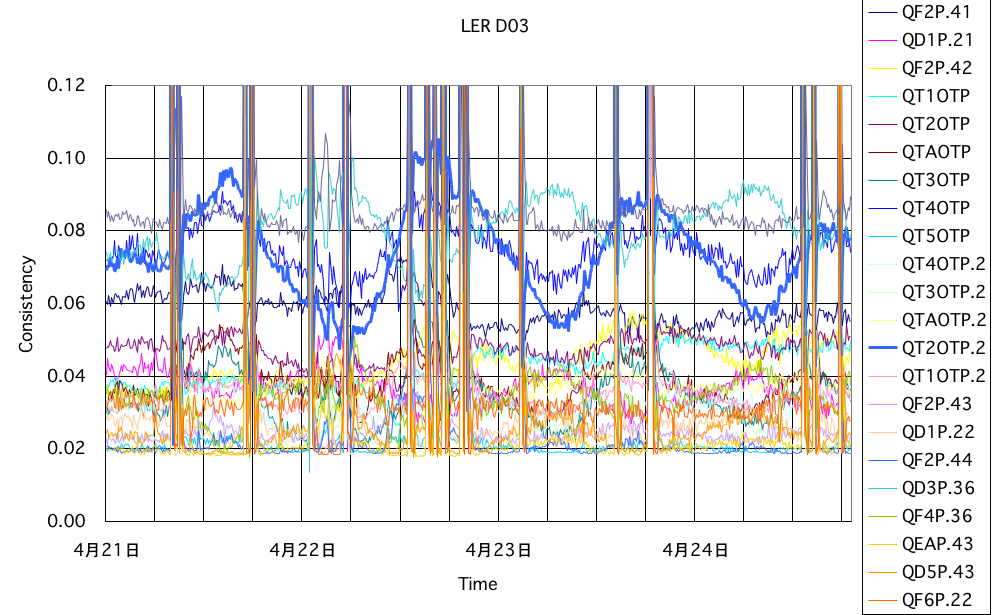 LER D03
Consistency
0.12
0.10
0.08
0.06
0.04
0.02
0.00
4月21日
4月22日
4月23日
4月24日
Time
QF2P.41
QD1P.21
QF2P.42
QT1OTP
QT2OTP
QTAOTP
QT3OTP
QT4OTP
QT5OTP
QT4OTP.2
QT3OTP.2
QTAOTP.2
QT2OTP.2
QT1OTP.2
QF2P.43
QD1P.22
QF2P.44
QD3P.36
QF4P.36
QEAP.43
QD5P.43
QF6P.22